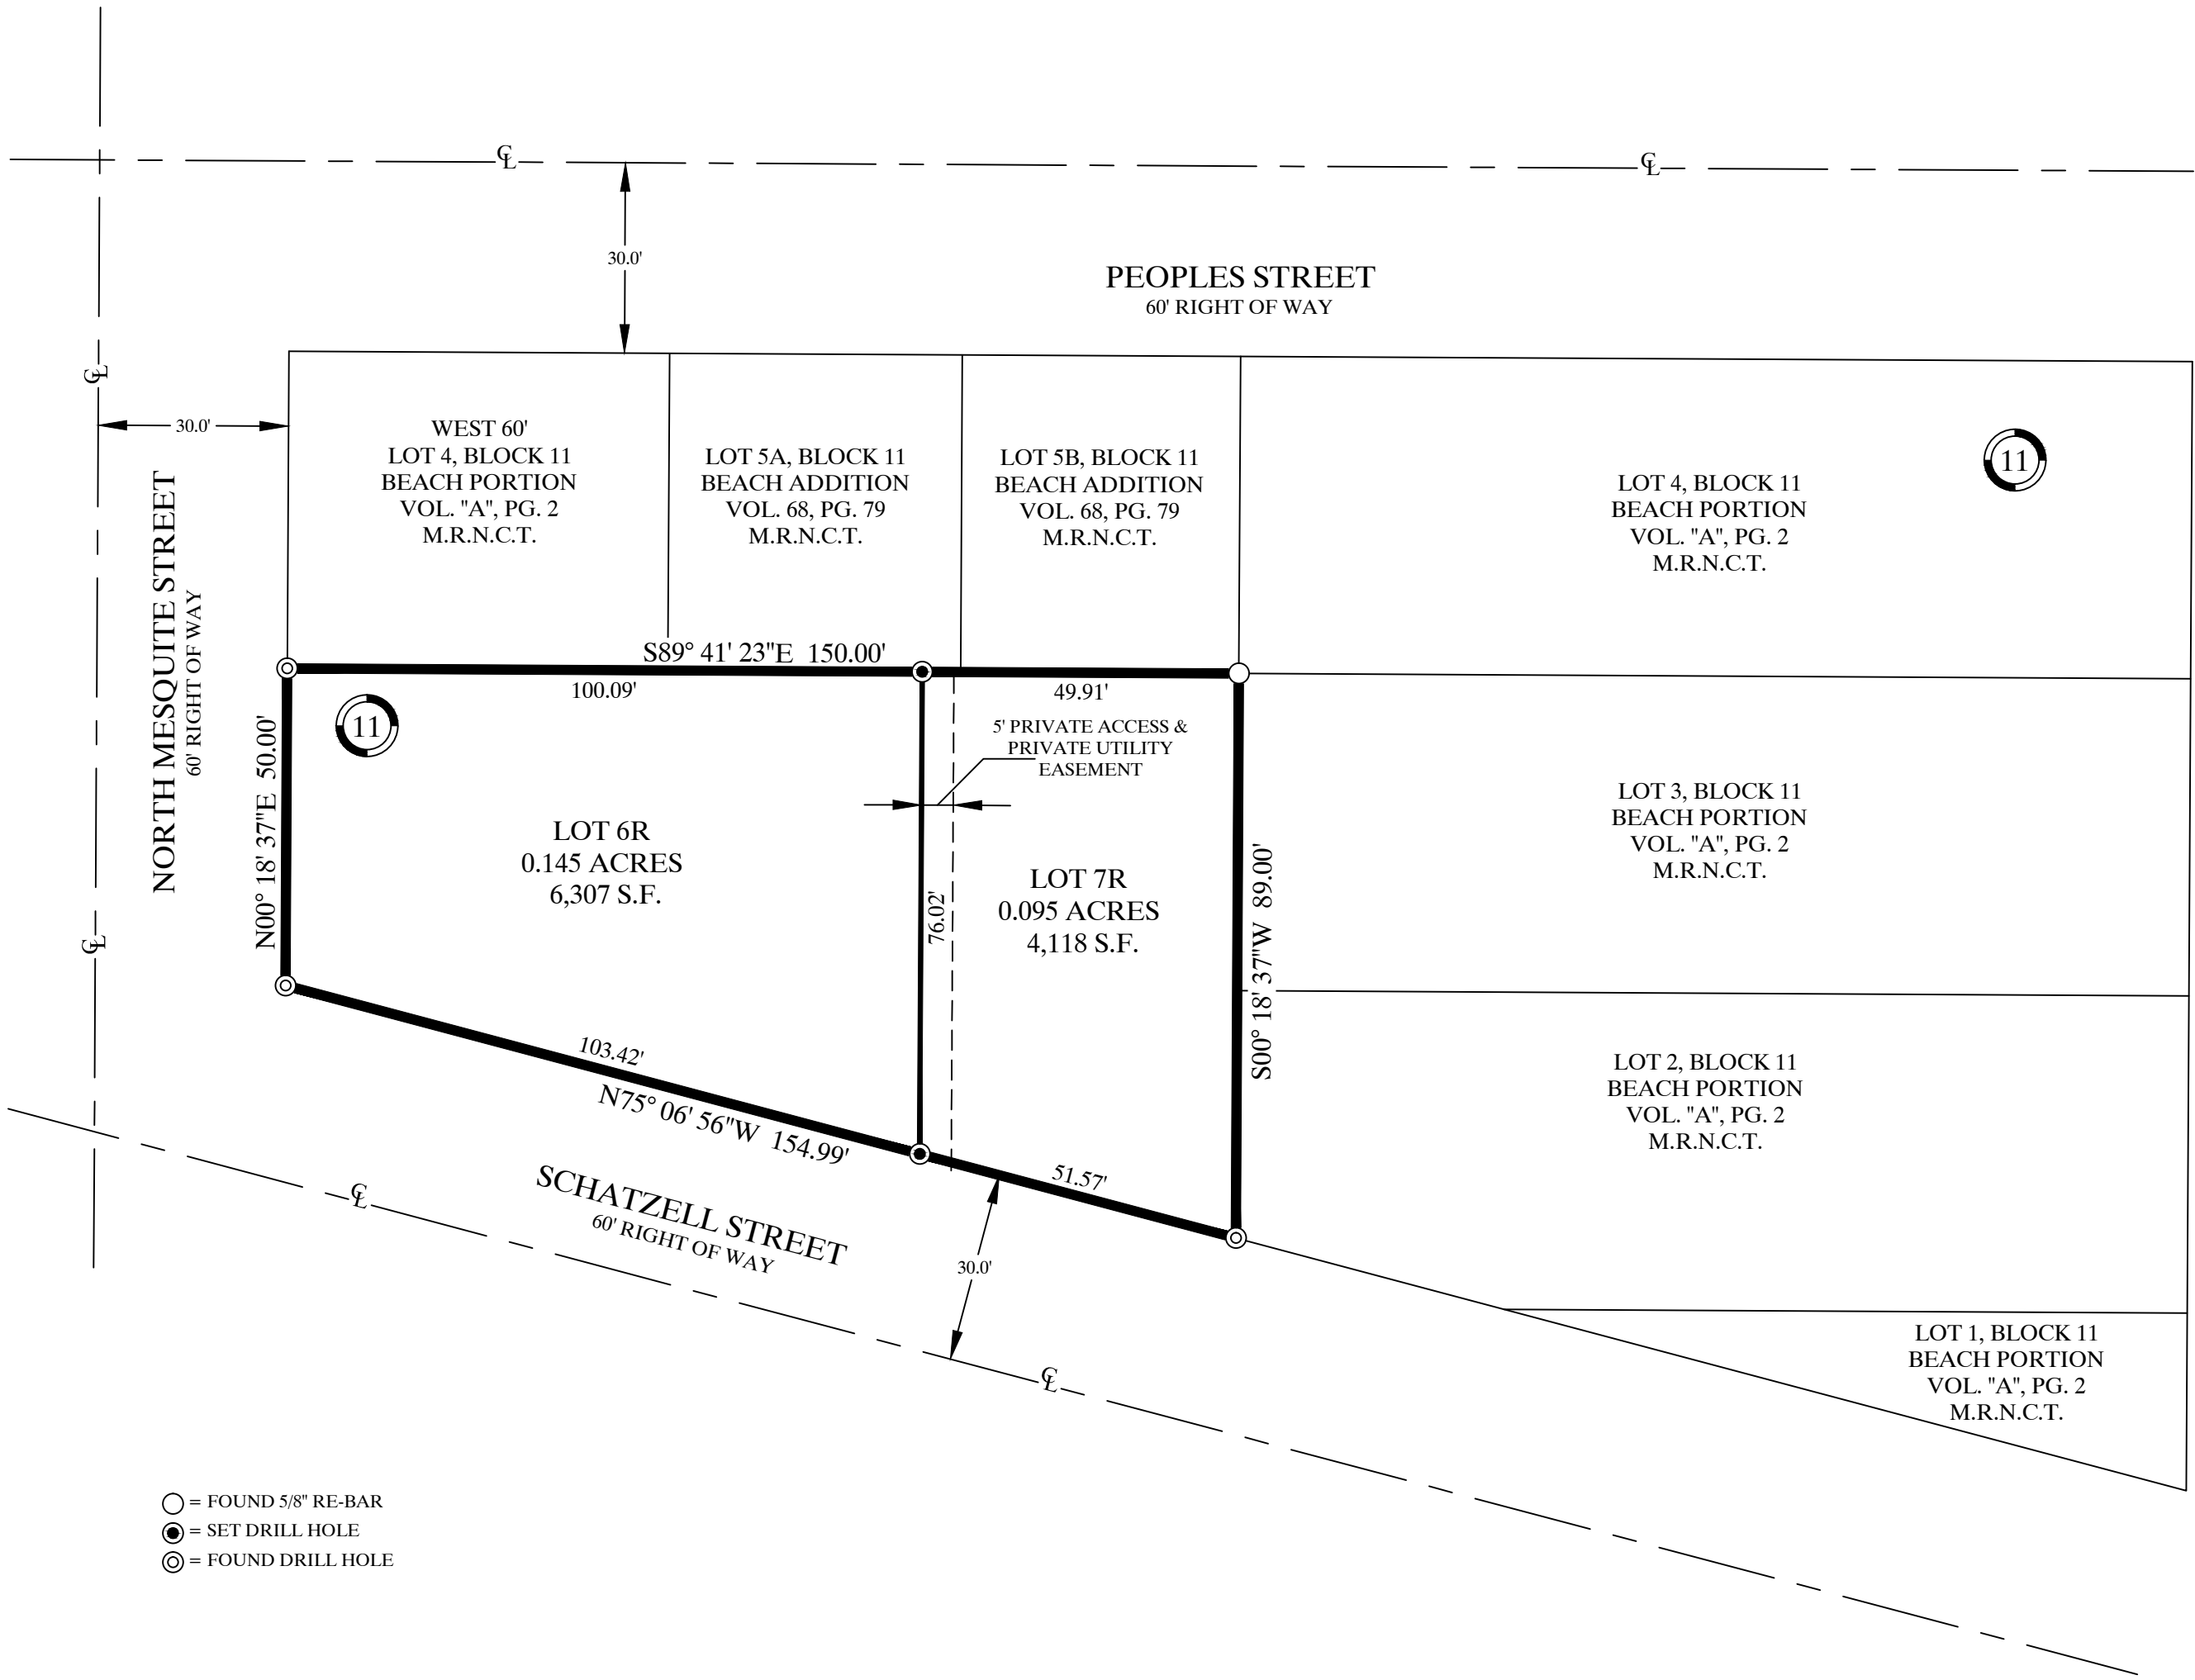 ℄
℄
30.0'
PEOPLES STREET
60' RIGHT OF WAY
℄
30.0'
NORTH MESQUITE STREET
60' RIGHT OF WAY
℄
WEST 60'
LOT 4, BLOCK 11
BEACH PORTION
VOL. "A", PG. 2
M.R.N.C.T.
LOT 5A, BLOCK 11
BEACH ADDITION
VOL. 68, PG. 79
M.R.N.C.T.
LOT 5B, BLOCK 11
BEACH ADDITION
VOL. 68, PG. 79
M.R.N.C.T.
LOT 4, BLOCK 11
BEACH PORTION
VOL. "A", PG. 2
M.R.N.C.T.
11
S89° 41' 23"E 150.00'
100.09'
49.91'
11
N00° 18' 37"E 50.00'
5' PRIVATE ACCESS &
PRIVATE UTILITY
EASEMENT
LOT 6R
0.145 ACRES
6,307 S.F.
76.02'
LOT 7R
0.095 ACRES
4,118 S.F.
S00° 18' 37"W 89.00'
LOT 3, BLOCK 11
BEACH PORTION
VOL. "A", PG. 2
M.R.N.C.T.
LOT 2, BLOCK 11
BEACH PORTION
VOL. "A", PG. 2
M.R.N.C.T.
103.42'
N75° 06' 56"W 154.99'
51.57'
SCHATZELL STREET
60' RIGHT OF WAY
℄
30.0'
℄
LOT 1, BLOCK 11
BEACH PORTION
VOL. "A", PG. 2
M.R.N.C.T.
= FOUND 5/8" RE-BAR
= SET DRILL HOLE
= FOUND DRILL HOLE